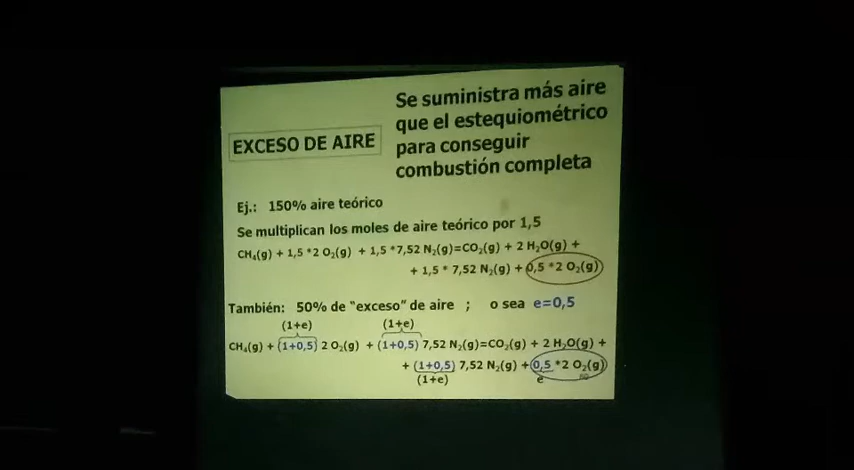 EXCESO DE AIRE
Se suministra más aire
que el estequiométrico
para conseguir
combustión completa
Ej.: 150% aire teórico
Se multiplican los moles de aire teórico por 1,5
CH₄(g) + 1,5 *2 O₂(g) + 1,5 *7,52 N₂(g)=CO₂(g) + 2 H₂O(g) +
+ 1,5 * 7,52 N₂(g) + 0,5 *2 O₂(g)
También: 50% de “exceso” de aire ; o sea e=0,5
(1+e) (1+e)
CH₄(g) + (1+0,5) 2 O₂(g) + (1+0,5) 7,52 N₂(g)=CO₂(g) + 2 H₂O(g) +
+ (1+0,5) 7,52 N₂(g) + 0,5 *2 O₂(g)
(1+e) e